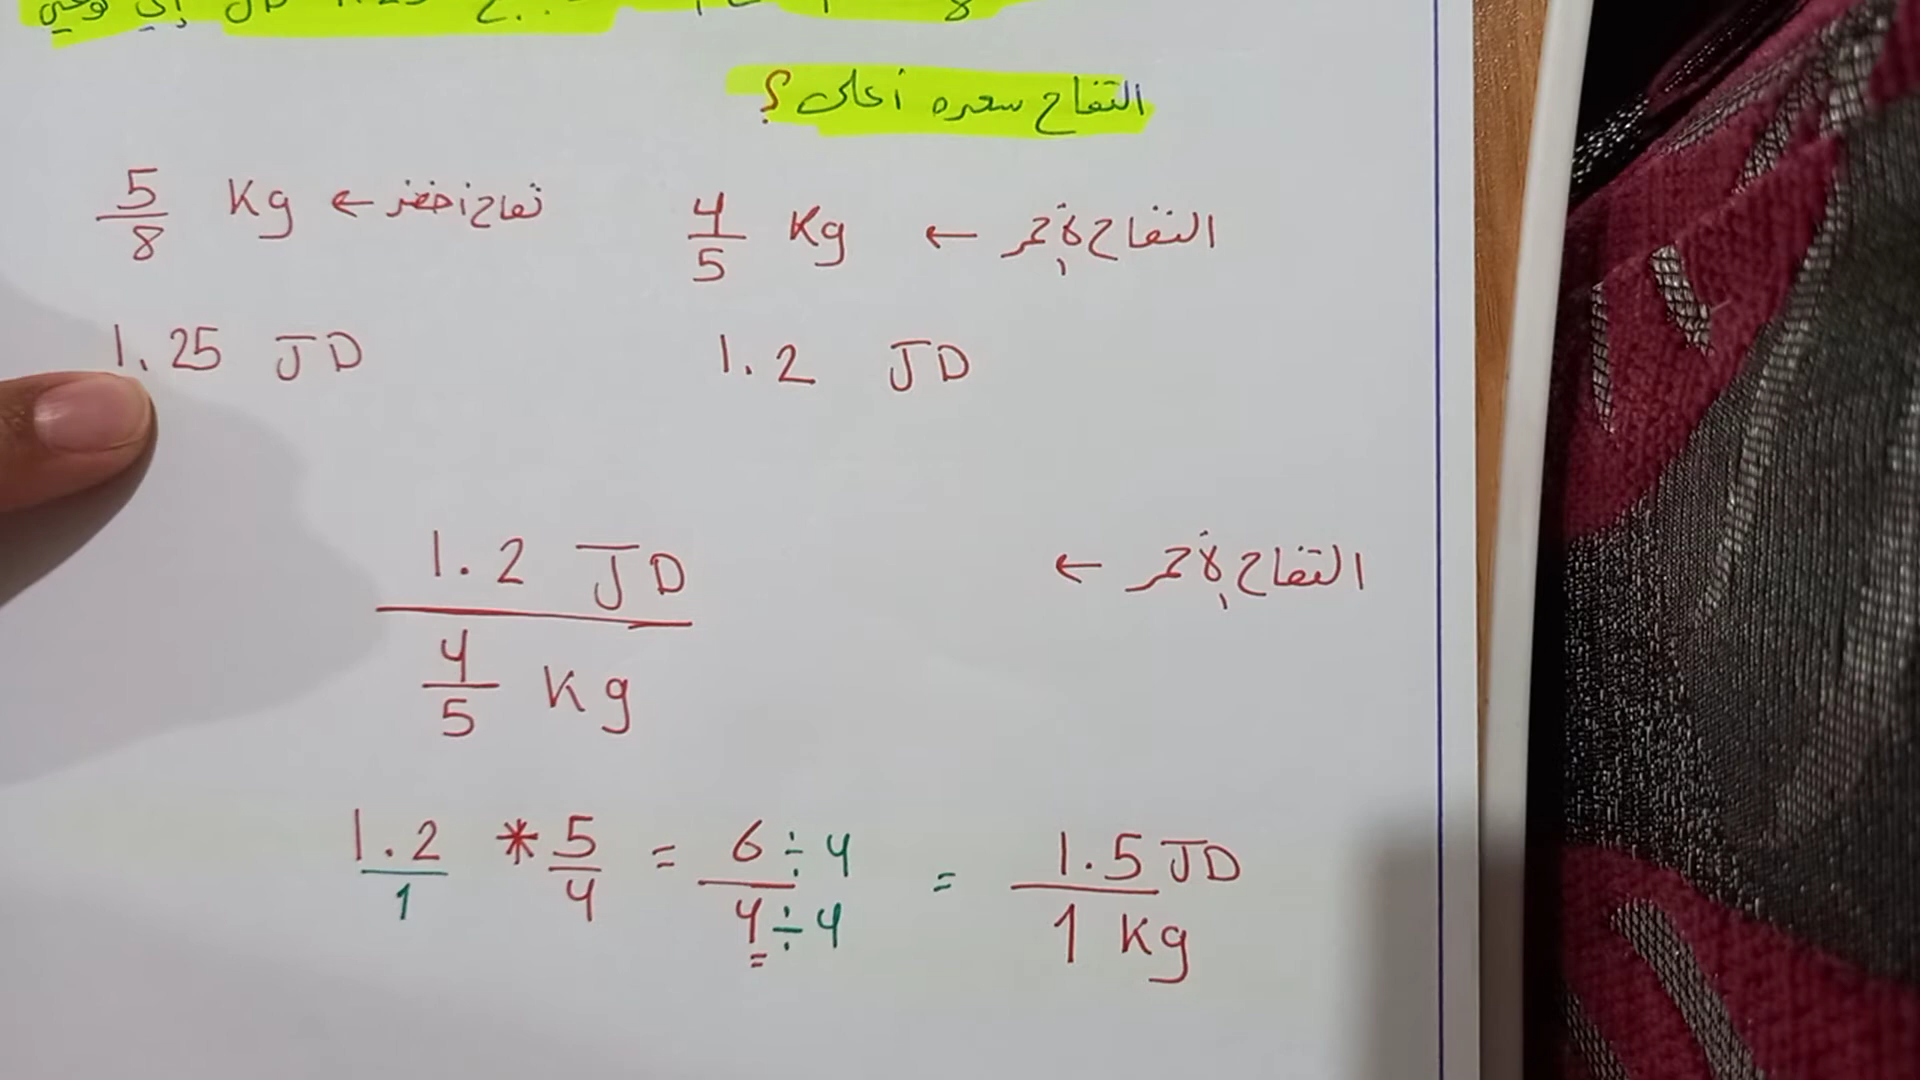 التفاح سعره أعلى؟
التفاح الأحمر ← 4/5 Kg
1.2 JD
تفاح أخضر ← 5/8 Kg
1.25 JD
التفاح الأحمر ←
1.2 JD / 4/5 Kg
1.2/1 * 5/4 = 6÷4/4÷4 = 1.5 JD/1 Kg